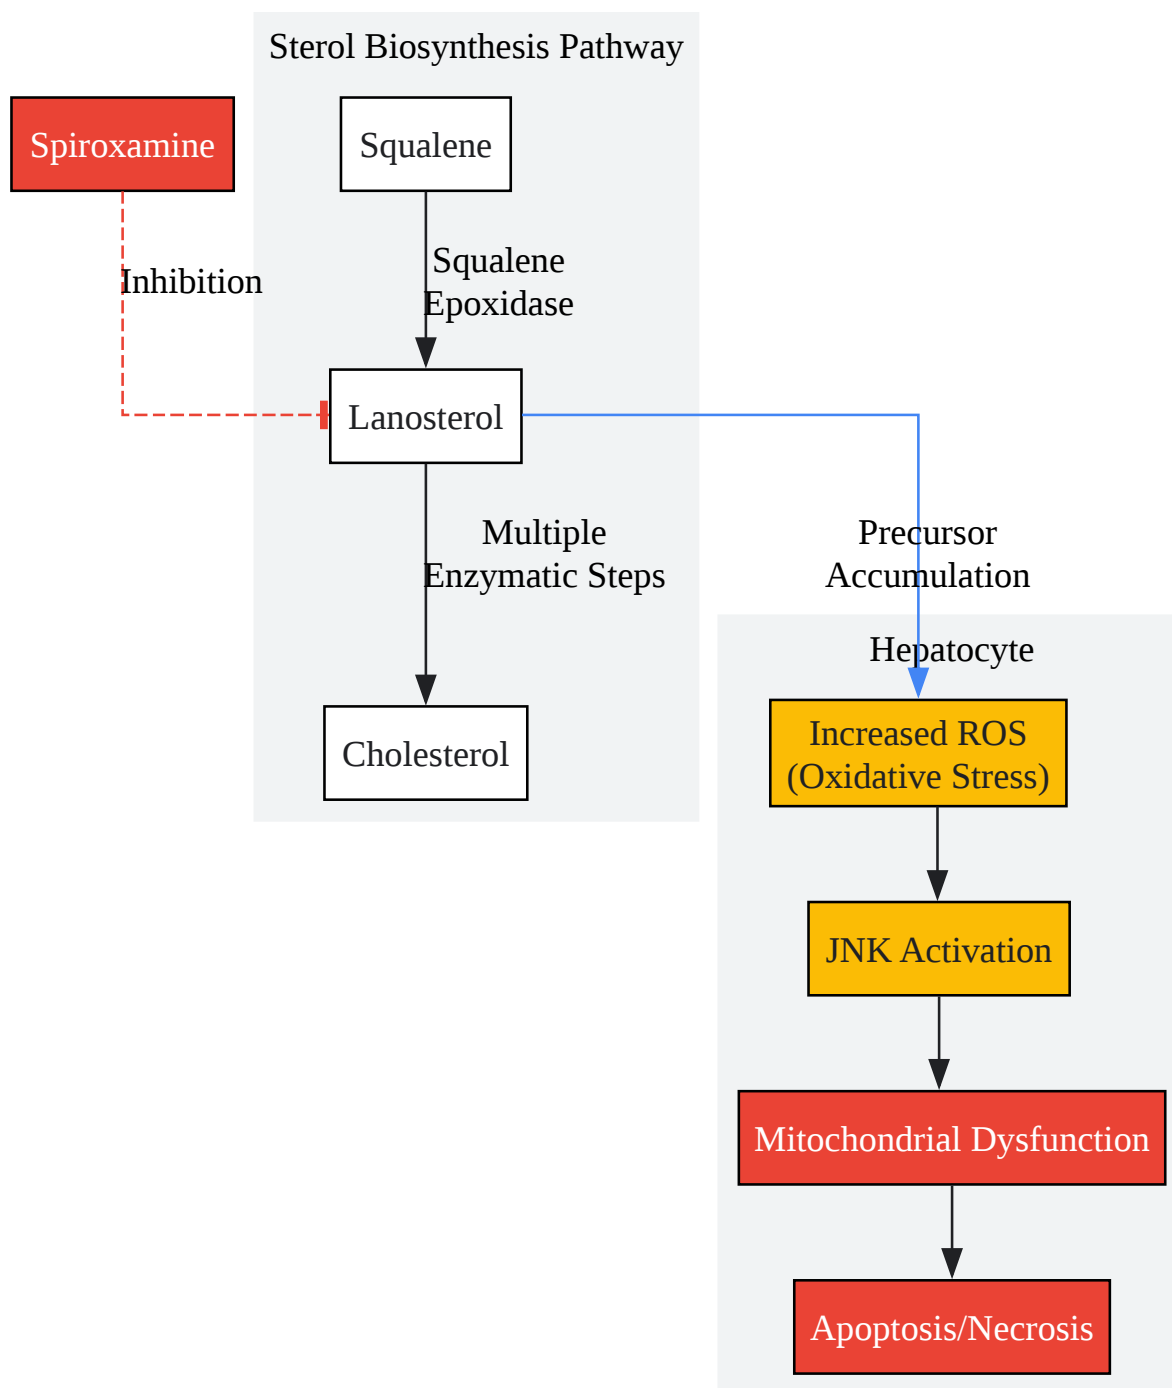 Sterol Biosynthesis Pathway
Spiroxamine
Squalene
Inhibition
Squalene
Epoxidase
Lanosterol
Multiple
Enzymatic Steps
Precursor
Accumulation
Cholesterol
Hepatocyte
Increased ROS
(Oxidative Stress)
JNK Activation
Mitochondrial Dysfunction
Apoptosis/Necrosis